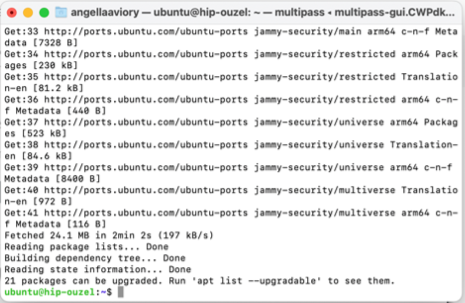 angellaaviory — ubuntu@hip-ouzel: ~ — multipass ‹ multipass-gui.CWPdk...
Get:33 http://ports.ubuntu.com/ubuntu-ports jammy-security/main arm64 c-n-f Meta
data [7328 B]
Get:34 http://ports.ubuntu.com/ubuntu-ports jammy-security/restricted arm64 Pack
ages [230 kB]
Get:35 http://ports.ubuntu.com/ubuntu-ports jammy-security/restricted Translatio
n-en [81.2 kB]
Get:36 http://ports.ubuntu.com/ubuntu-ports jammy-security/restricted arm64 c-n-
f Metadata [440 B]
Get:37 http://ports.ubuntu.com/ubuntu-ports jammy-security/universe arm64 Packag
es [523 kB]
Get:38 http://ports.ubuntu.com/ubuntu-ports jammy-security/universe Translation-
en [84.6 kB]
Get:39 http://ports.ubuntu.com/ubuntu-ports jammy-security/universe arm64 c-n-f 
Metadata [8400 B]
Get:40 http://ports.ubuntu.com/ubuntu-ports jammy-security/multiverse Translatio
n-en [972 B]
Get:41 http://ports.ubuntu.com/ubuntu-ports jammy-security/multiverse arm64 c-n-
f Metadata [116 B]
Fetched 24.1 MB in 2min 2s (197 kB/s)
Reading package lists... Done
Building dependency tree... Done
Reading state information... Done
21 packages can be upgraded. Run 'apt list --upgradable' to see them.
ubuntu@hip-ouzel:~$